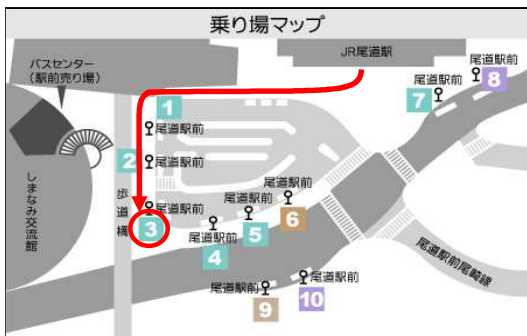 乗り場マップ
バスセンター
(駅前売り場)
JR尾道駅
尾道駅前
8
尾道駅前
7
1
尾道駅前
2
尾道駅前
歩道橋
しまなみ交流館
尾道駅前
3
尾道駅前
4
尾道駅前
5
尾道駅前
6
尾道駅前尾崎線
尾道駅前
9
尾道駅前
10